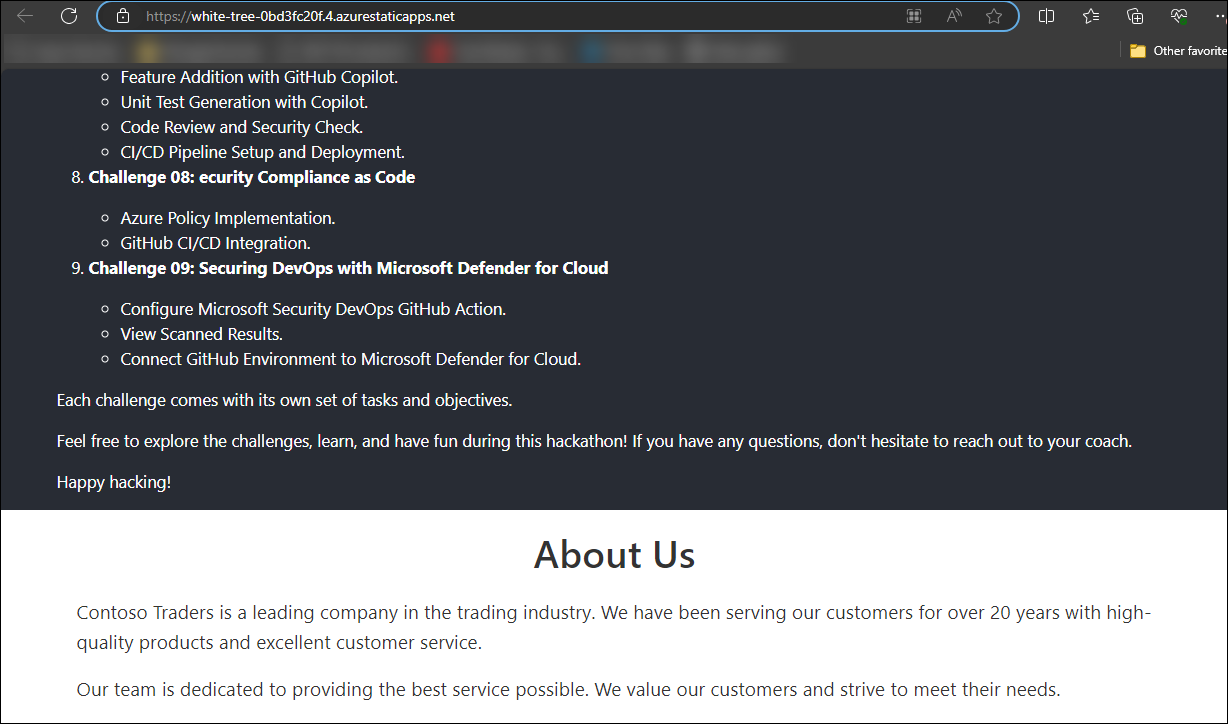 https://white-tree-0bd3fc20f.4.azurestaticapps.net
Other favorite
Feature Addition with GitHub Copilot.
Unit Test Generation with Copilot.
Code Review and Security Check.
CI/CD Pipeline Setup and Deployment.
8. Challenge 08: ecurity Compliance as Code
Azure Policy Implementation.
GitHub CI/CD Integration.
9. Challenge 09: Securing DevOps with Microsoft Defender for Cloud
Configure Microsoft Security DevOps GitHub Action.
View Scanned Results.
Connect GitHub Environment to Microsoft Defender for Cloud.
Each challenge comes with its own set of tasks and objectives.
Feel free to explore the challenges, learn, and have fun during this hackathon! If you have any questions, don't hesitate to reach out to your coach.
Happy hacking!
About Us
Contoso Traders is a leading company in the trading industry. We have been serving our customers for over 20 years with high-
quality products and excellent customer service.
Our team is dedicated to providing the best service possible. We value our customers and strive to meet their needs.